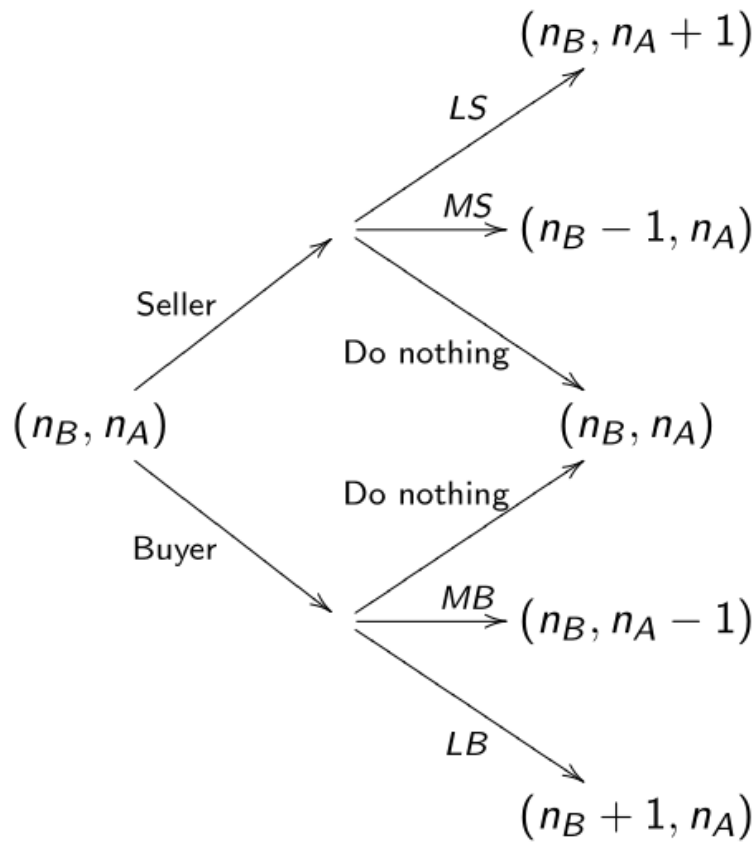 (n_B, n_A + 1)
LS
MS
(n_B − 1, n_A)
Seller
Do nothing
(n_B, n_A)
(n_B, n_A)
Do nothing
Buyer
MB
(n_B, n_A − 1)
LB
(n_B + 1, n_A)